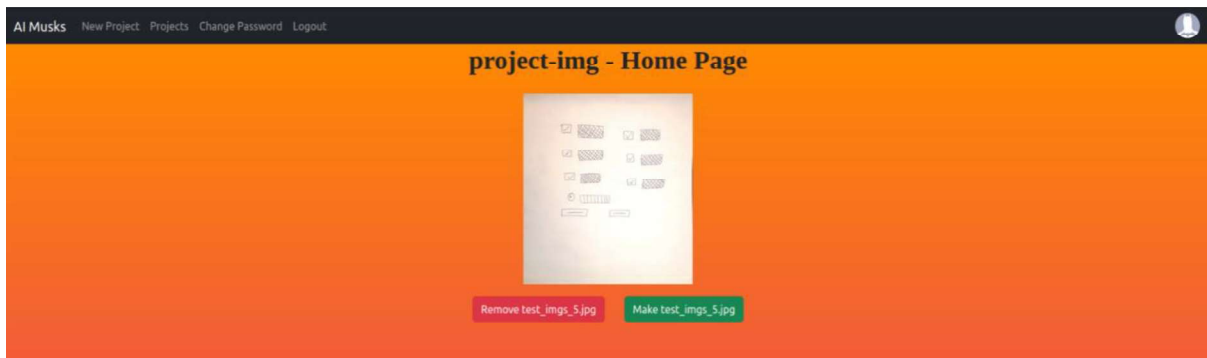 AI Musks New Project Projects Change Password Logout
project-img - Home Page
Remove test_imgs_5.jpg Make test_imgs_5.jpg